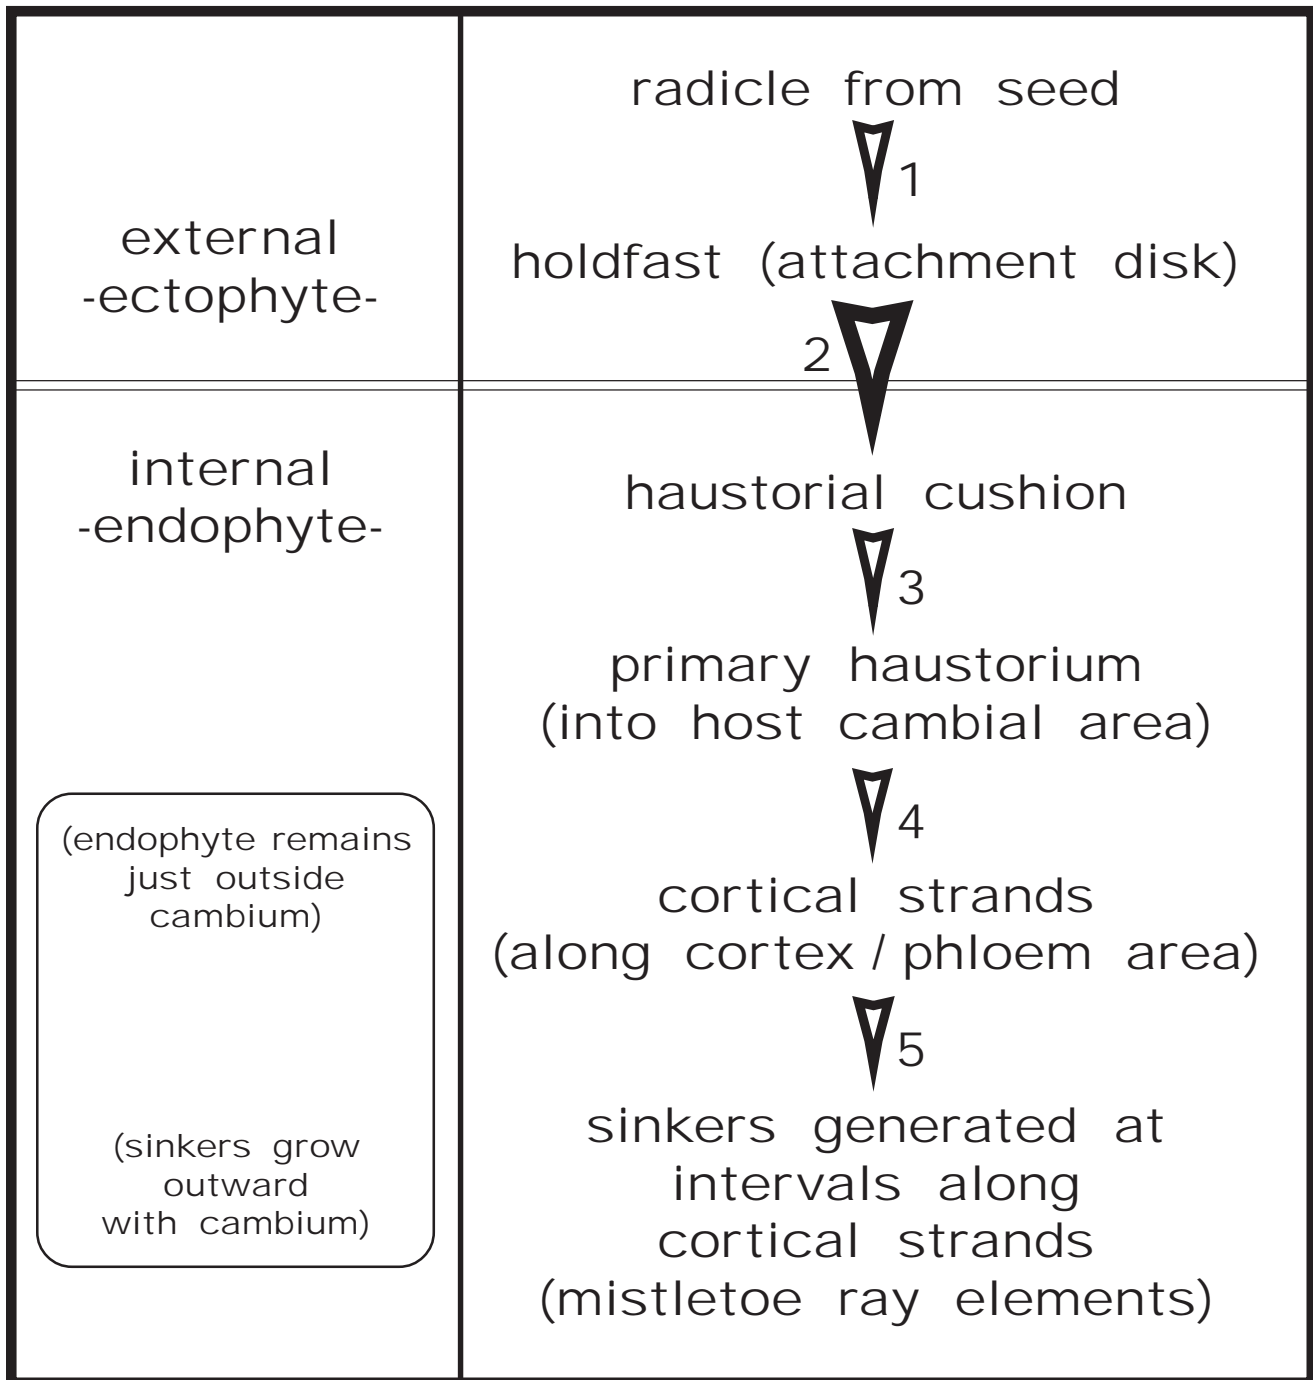 radicle from seed
1
external
-ectophyte-
holdfast (attachment disk)
2
internal
-endophyte-
haustorial cushion
3
primary haustorium
(into host cambial area)
4
(endophyte remains
just outside
cambium)
cortical strands
(along cortex / phloem area)
5
(sinkers grow
outward
with cambium)
sinkers generated at
intervals along
cortical strands
(mistletoe ray elements)